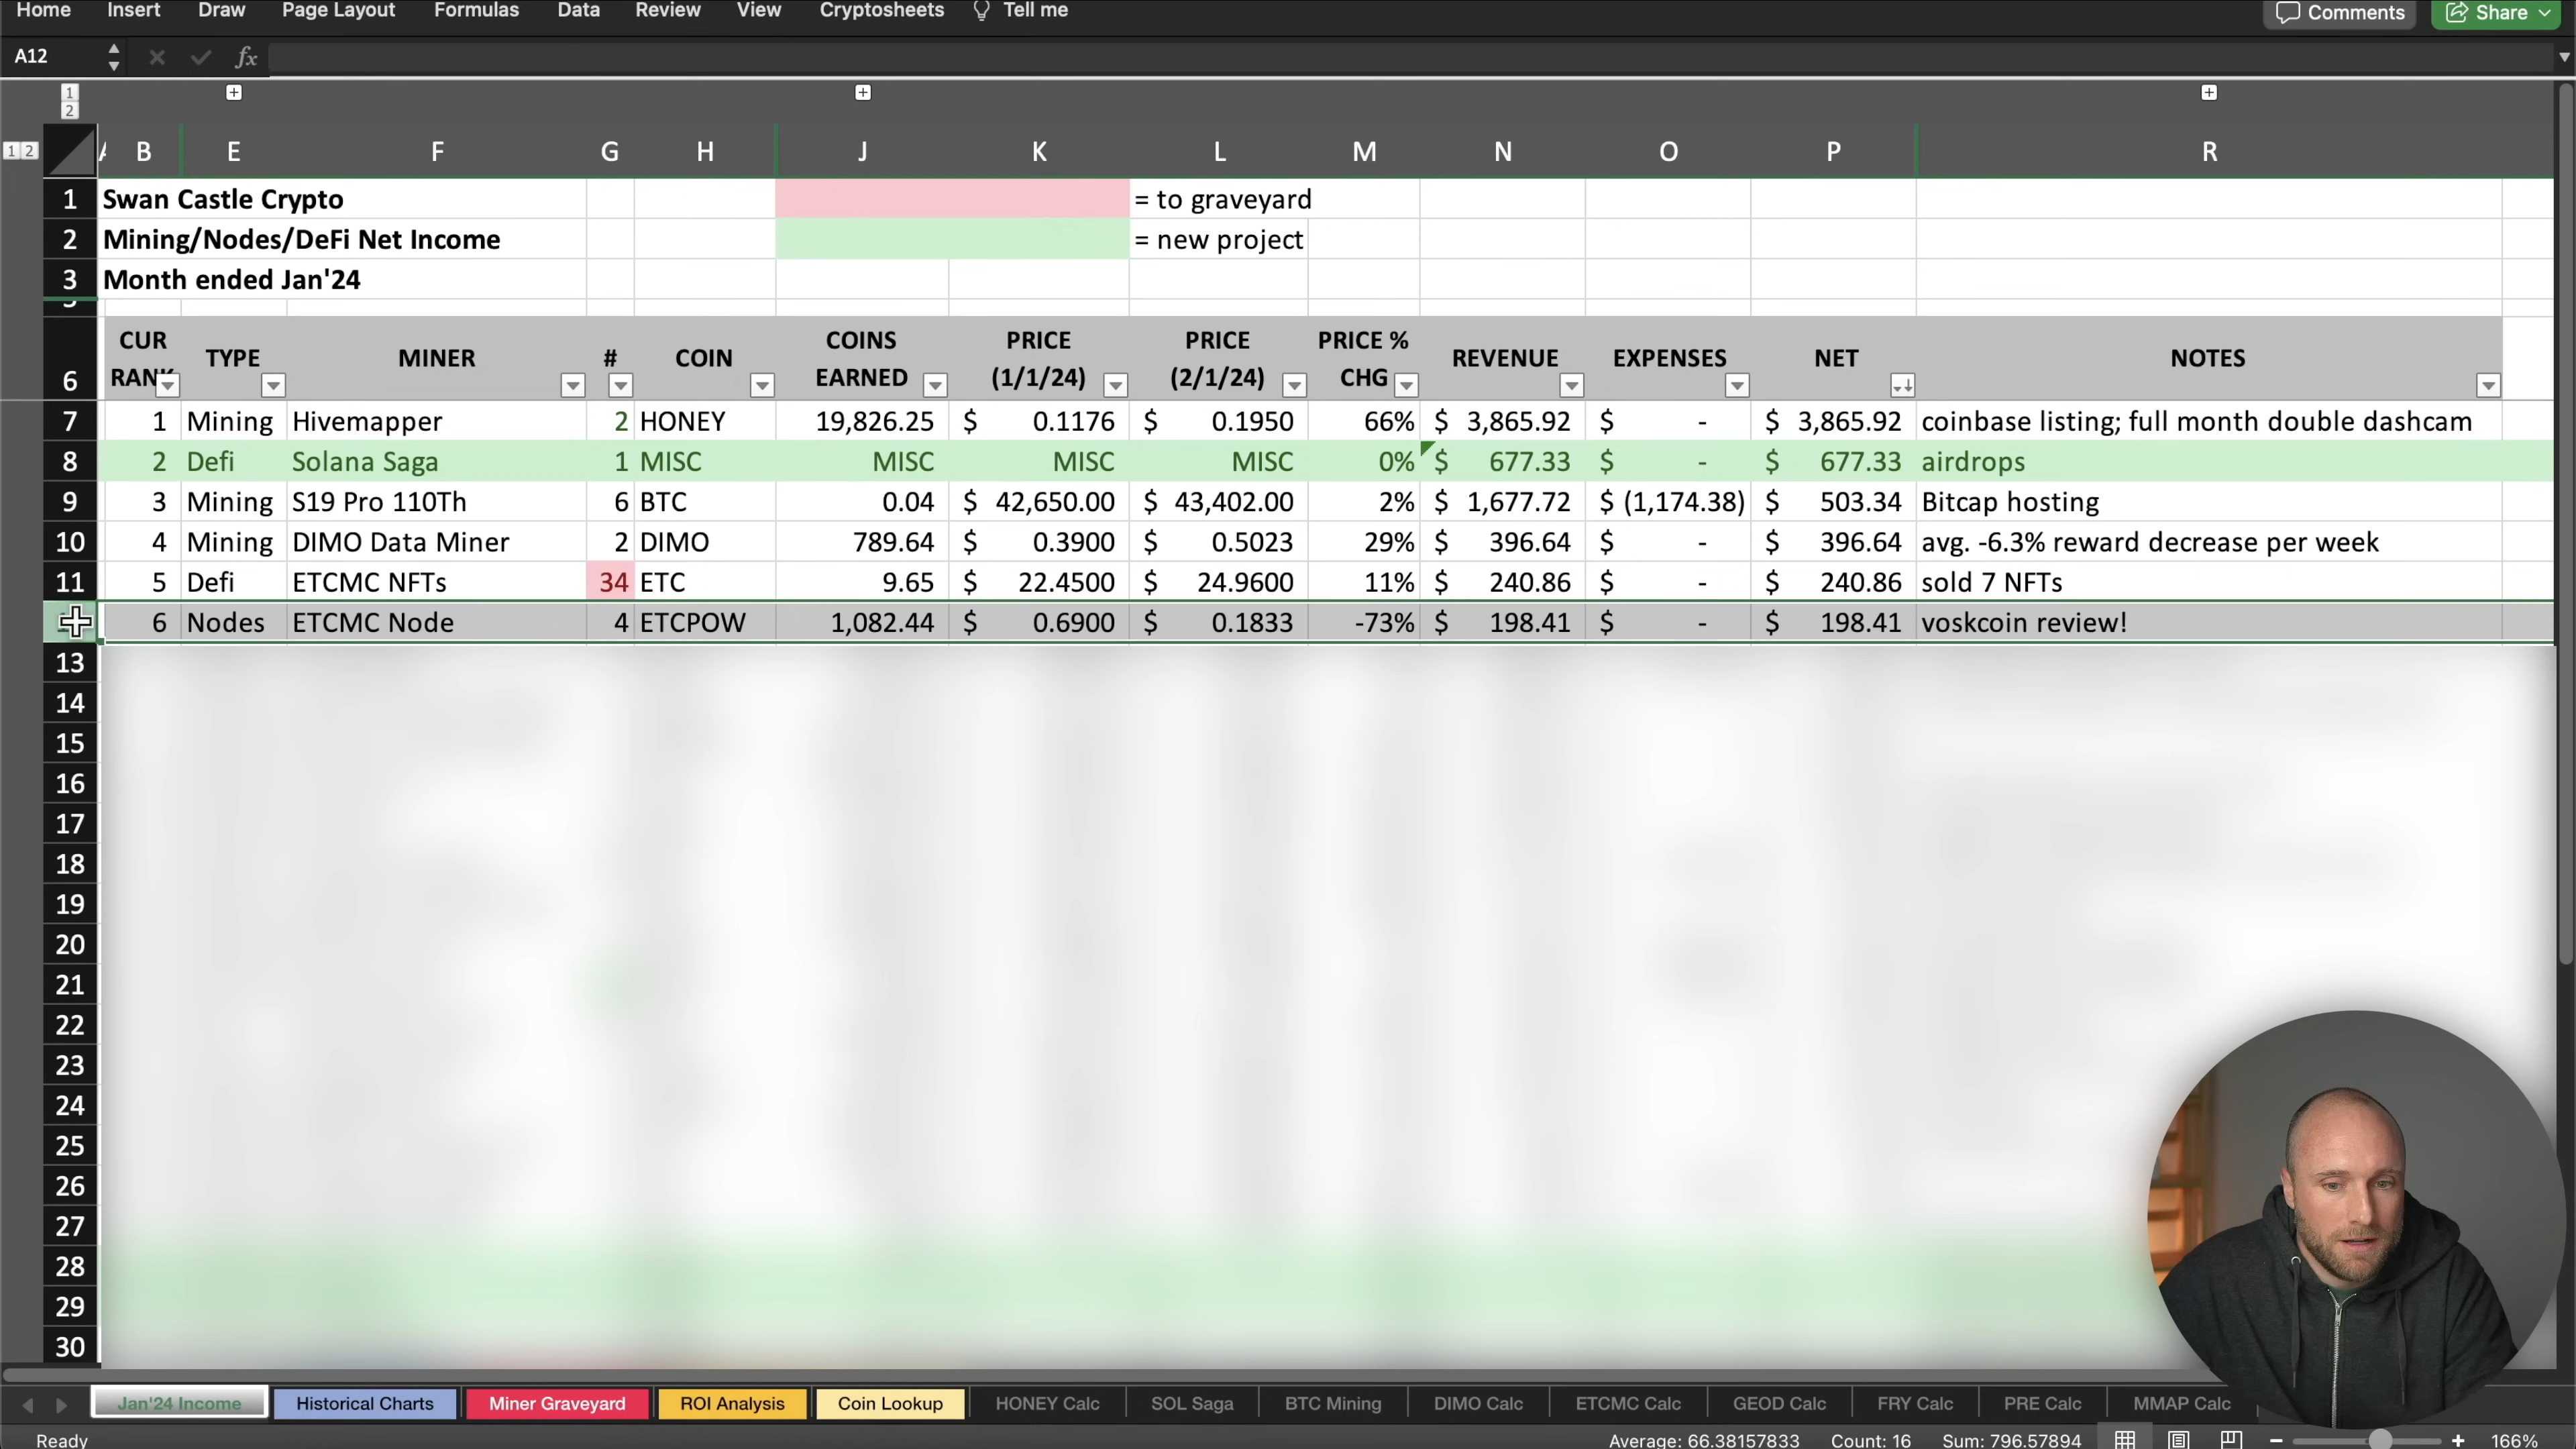 Home Insert Draw Page Layout Formulas Data Review View Cryptosheets Tell me Comments Share
A12 fx
1
2
1 2
A B E F G H J K L M N O P R
1 Swan Castle Crypto = to graveyard
2 Mining/Nodes/DeFi Net Income = new project
3 Month ended Jan'24
6 CUR RANK TYPE MINER # COIN COINS EARNED PRICE (1/1/24) PRICE (2/1/24) PRICE % CHG REVENUE EXPENSES NET NOTES
7 1 Mining Hivemapper 2 HONEY 19,826.25 $ 0.1176 $ 0.1950 66% $ 3,865.92 $ - $ 3,865.92 coinbase listing; full month double dashcam
8 2 Defi Solana Saga 1 MISC MISC MISC MISC 0% $ 677.33 $ - $ 677.33 airdrops
9 3 Mining S19 Pro 110Th 6 BTC 0.04 $ 42,650.00 $ 43,402.00 2% $ 1,677.72 $ (1,174.38) $ 503.34 Bitcap hosting
10 4 Mining DIMO Data Miner 2 DIMO 789.64 $ 0.3900 $ 0.5023 29% $ 396.64 $ - $ 396.64 avg. -6.3% reward decrease per week
11 5 Defi ETCMC NFTs 34 ETC 9.65 $ 22.4500 $ 24.9600 11% $ 240.86 $ - $ 240.86 sold 7 NFTs
6 Nodes ETCMC Node 4 ETCPOW 1,082.44 $ 0.6900 $ 0.1833 -73% $ 198.41 $ - $ 198.41 voskcoin review!
13
14
15
16
17
18
19
20
21
22
23
24
25
26
27
28
29
30
Jan'24 Income Historical Charts Miner Graveyard ROI Analysis Coin Lookup HONEY Calc SOL Saga BTC Mining DIMO Calc ETCMC Calc GEOD Calc FRY Calc PRE Calc MMAP Calc
Ready Average: 66.38157833 Count: 16 Sum: 796.57894 166%